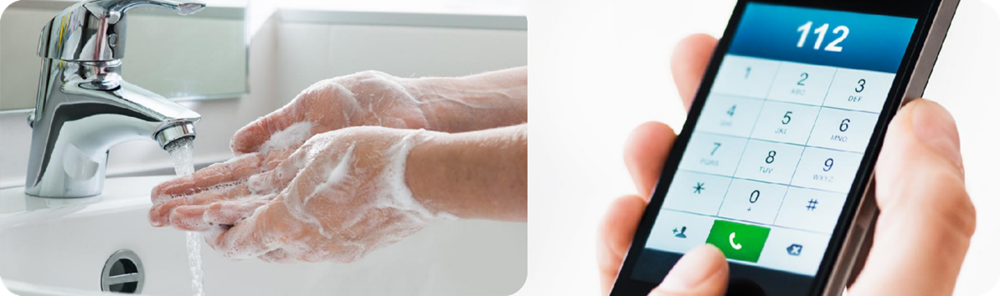 112
1
2
ABC
3
DEF
4
GHI
5
JKL
6
MNO
7
PQRS
8
TUV
9
WXYZ
*
0
+
#